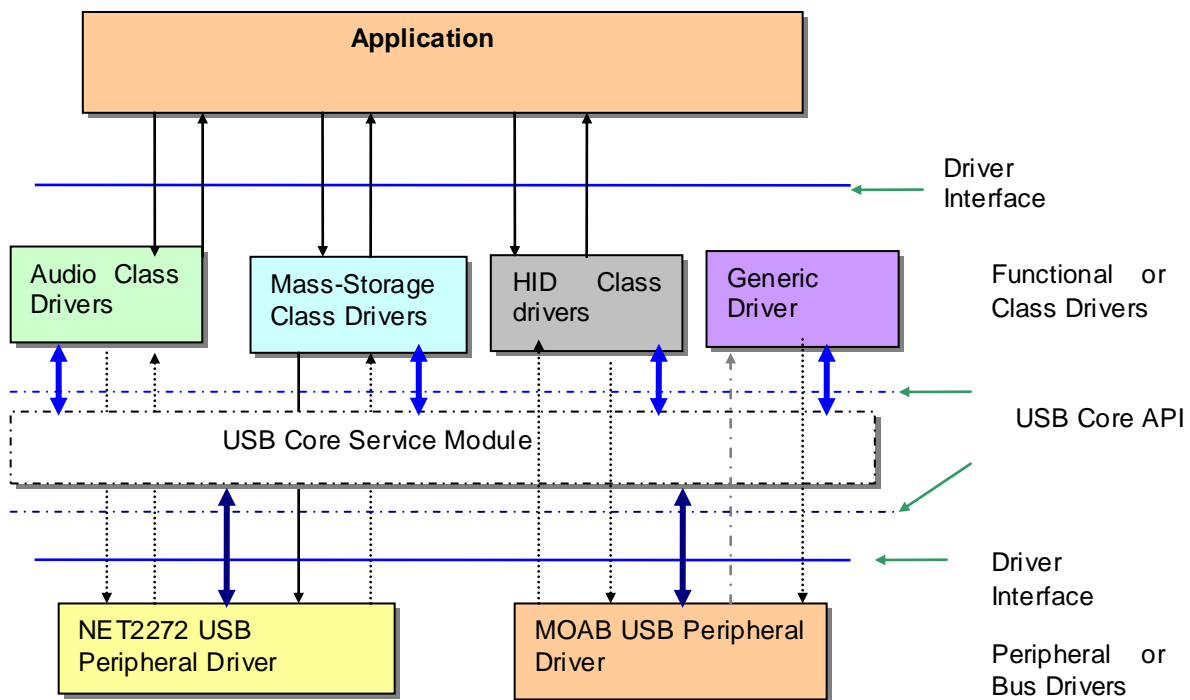 Application
Driver
Interface
Audio Class
Drivers
Mass-Storage
Class Drivers
HID Class
drivers
Generic
Driver
Functional or
Class Drivers
USB Core Service Module
USB Core API
Driver
Interface
NET2272 USB
Peripheral Driver
MOAB USB Peripheral
Driver
Peripheral or
Bus Drivers